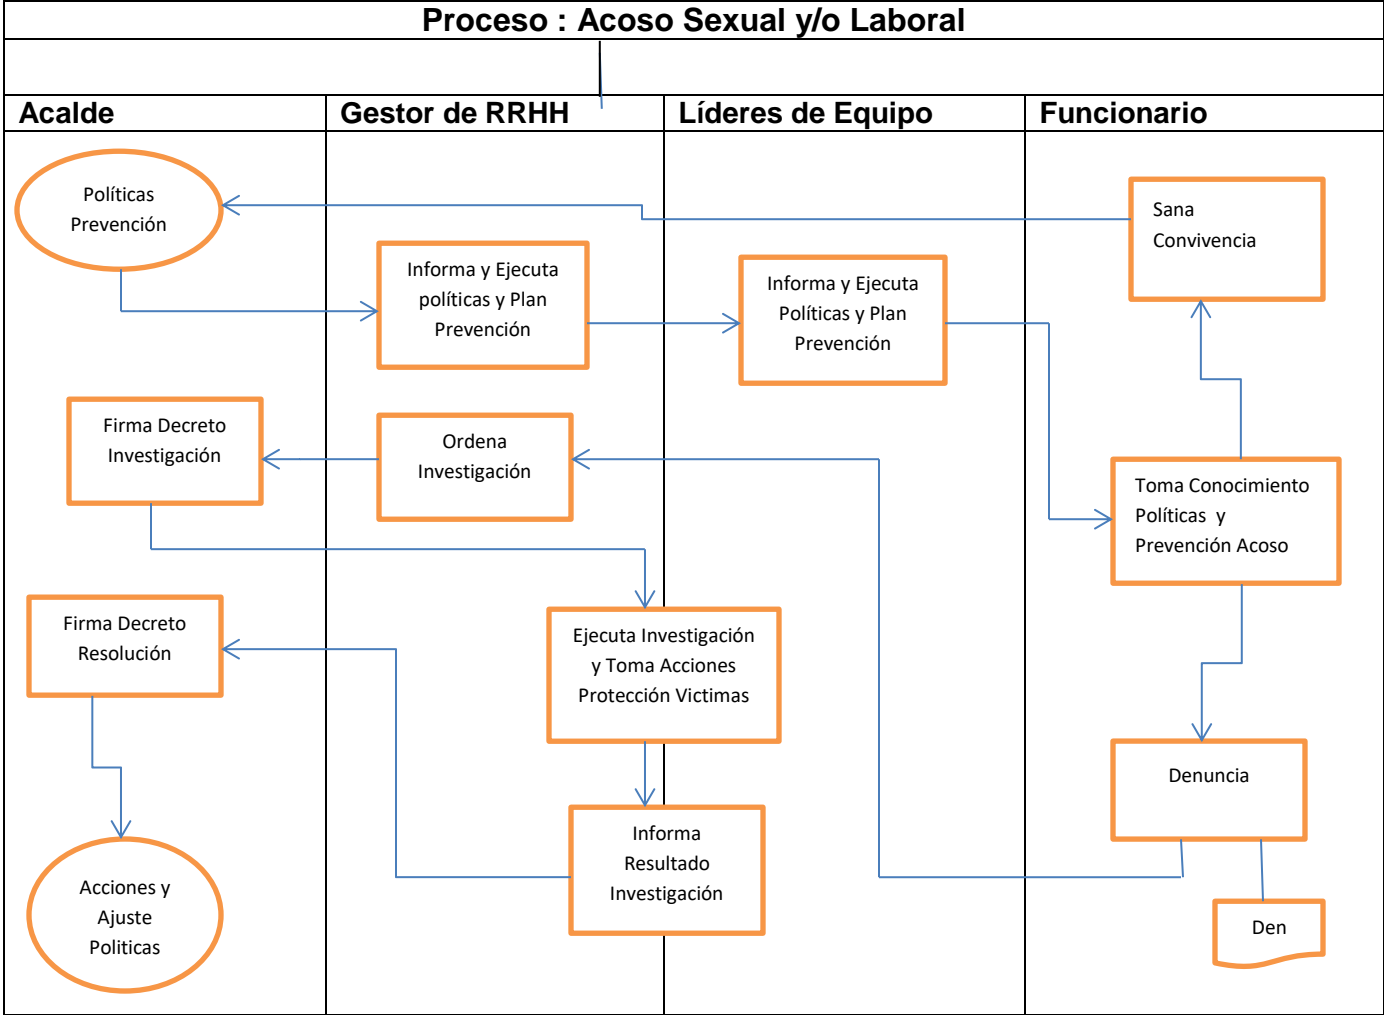 Proceso : Acoso Sexual y/o Laboral
Acalde
Gestor de RRHH
Líderes de Equipo
Funcionario
Políticas
Prevención
Informa y Ejecuta
políticas y Plan
Prevención
Informa y Ejecuta
Políticas y Plan
Prevención
Sana
Convivencia
Firma Decreto
Investigación
Ordena
Investigación
Toma Conocimiento
Políticas y
Prevención Acoso
Firma Decreto
Resolución
Ejecuta Investigación
y Toma Acciones
Protección Victimas
Denuncia
Informa
Resultado
Investigación
Acciones y
Ajuste
Politicas
Den